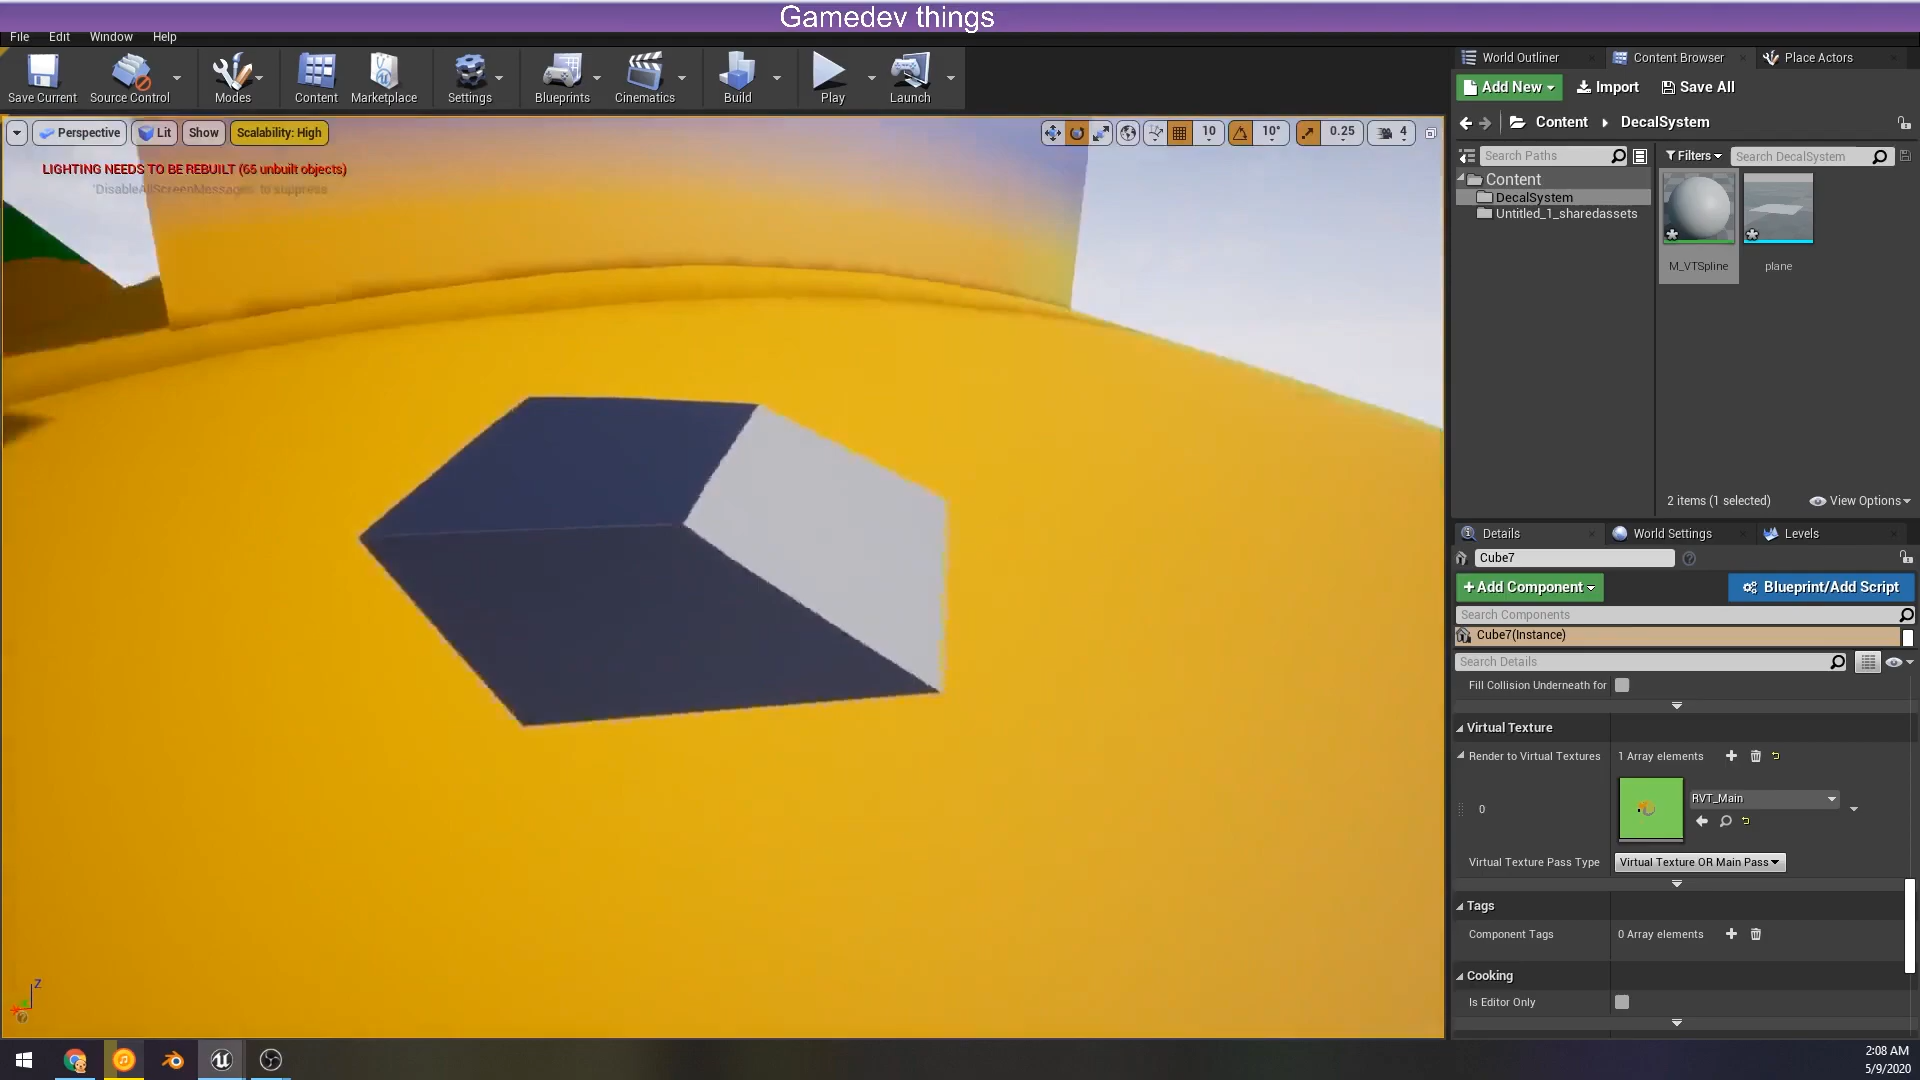 Gamedev things
File Edit Window Help
Save Current Source Control Modes Content Marketplace Settings Blueprints Cinematics Build Play Launch
Perspective Lit Show Scalability: High
10 10° 0.25 4
LIGHTING NEEDS TO BE REBUILT (65 unbuilt objects)
'DisableAllScreenMessages' to suppress
Z
World Outliner Content Browser Place Actors
Add New Import Save All
Content DecalSystem
Search Paths Filters Search DecalSystem
Content
DecalSystem
Untitled_1_sharedassets
M_VTSpline plane
2 items (1 selected) View Options
Details World Settings Levels
Cube7
+Add Component Blueprint/Add Script
Search Components
Cube7(Instance)
Search Details
Fill Collision Underneath for
Virtual Texture
Render to Virtual Textures 1 Array elements
0 RVT_Main
Virtual Texture Pass Type Virtual Texture OR Main Pass
Tags
Component Tags 0 Array elements
Cooking
Is Editor Only
2:08 AM
5/9/2020